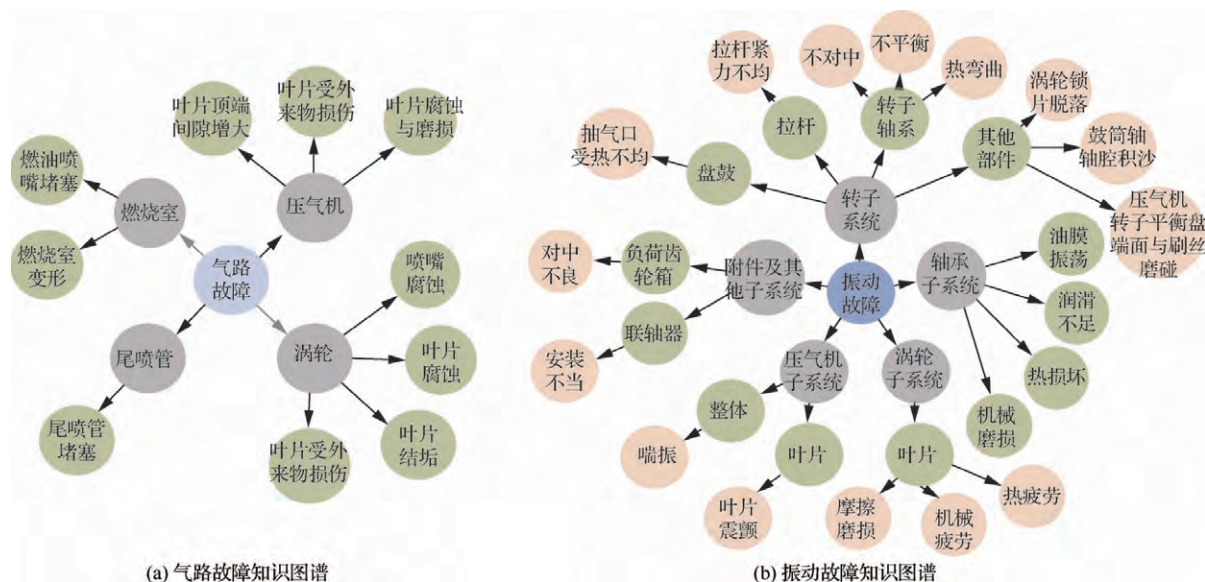 叶片顶端
间隙增大
叶片受外
来物损伤
叶片腐蚀
与磨损
燃油喷
嘴堵塞
燃烧室
压气机
燃烧室
变形
气路
故障
喷嘴
腐蚀
尾喷管
涡轮
叶片
腐蚀
尾喷管
堵塞
叶片受外
来物损伤
叶片
结垢
(a) 气路故障知识图谱
拉杆紧
力不均
不对中
不平衡
热弯曲
涡轮锁
片脱落
抽气口
受热不均
盘鼓
拉杆
转子
轴系
其他
部件
鼓筒轴
轴腔积沙
转子
系统
压气机
转子平衡盘
端面与刷丝
磨碰
对中
不良
负荷齿
轮箱
附件及其
他子系统
振动
故障
轴承
子系统
油膜
振荡
润滑
不足
安装
不当
联轴器
压气机
子系统
涡轮
子系统
热损坏
整体
机械
磨损
喘振
叶片
叶片
叶片
震颤
摩擦
磨损
机械
疲劳
热疲劳
(b) 振动故障知识图谱